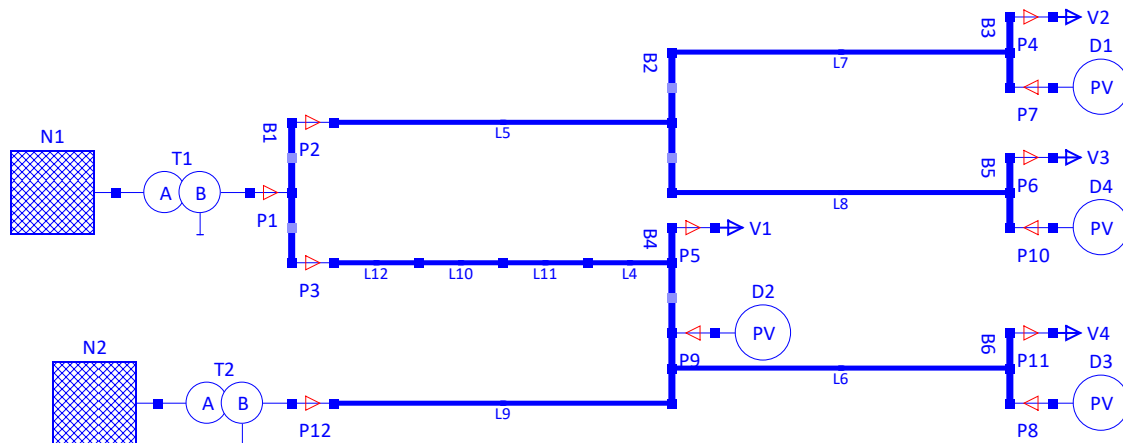 V2
B3
P4
D1
B2
L7
PV
N1
B1
P7
T1
P2
L5
V3
A
B
B5
P6
D4
P1
L8
PV
B4
P5
V1
P10
L12
L10
L11
L4
P3
D2
N2
PV
V4
B6
P11
D3
T2
P9
L6
A
B
L9
PV
P12
P8